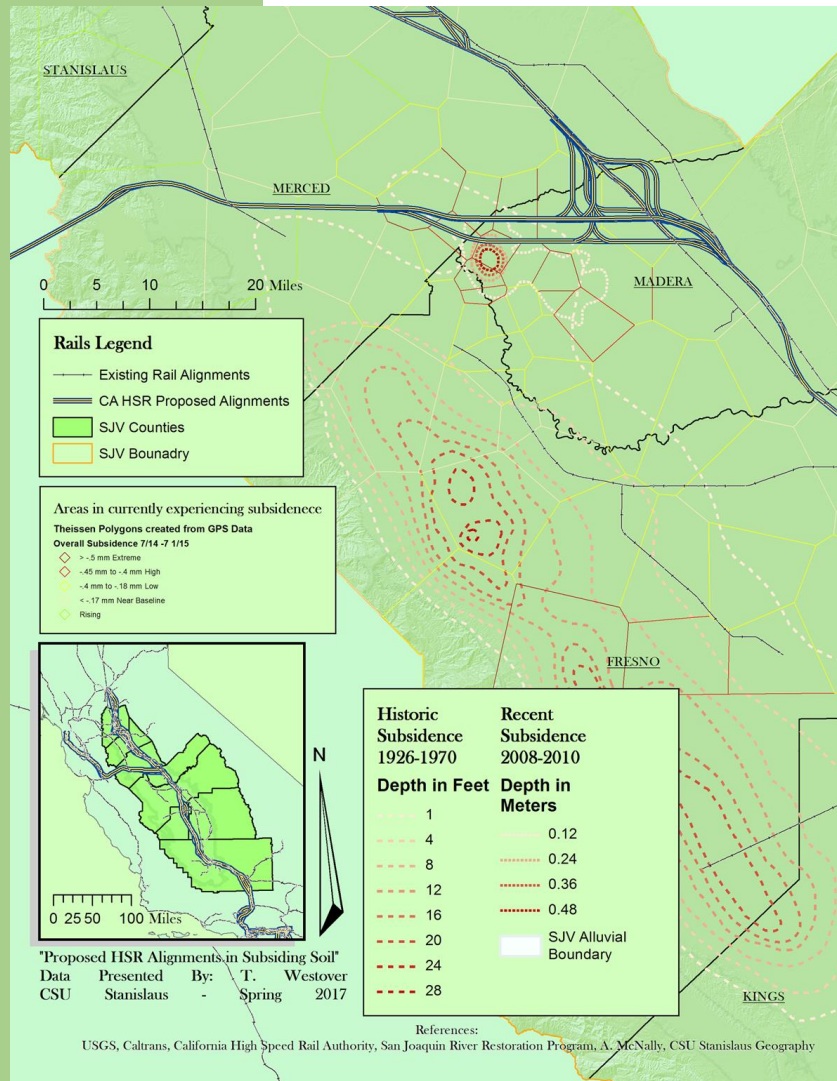 STANISLAUS
MERCED
MADERA
0 5 10 20 Miles
Rails Legend
Existing Rail Alignments
CA HSR Proposed Alignments
SJV Counties
SJV Boundary
Areas in currently experiencing subsidenece
Theissen Polygons created from GPS Data
Overall Subsidence 7/14 -7 1/15
> -.5 mm Extreme
-.45 mm to -.4 mm High
-.4 mm to -.18 mm Low
< -.17 mm Near Baseline
Rising
FRESNO
N
0 25 50 100 Miles
Historic Subsidence 1926-1970
Depth in Feet
1
4
8
12
16
20
24
28
Recent Subsidence 2008-2010
Depth in Meters
0.12
0.24
0.36
0.48
SJV Alluvial Boundary
KINGS
"Proposed HSR Alignments in Subsiding Soil"
Data Presented By: T. Westover
CSU Stanislaus - Spring 2017
References:
USGS, Caltrans, California High Speed Rail Authority, San Joaquin River Restoration Program, A. McNally, CSU Stanislaus Geography